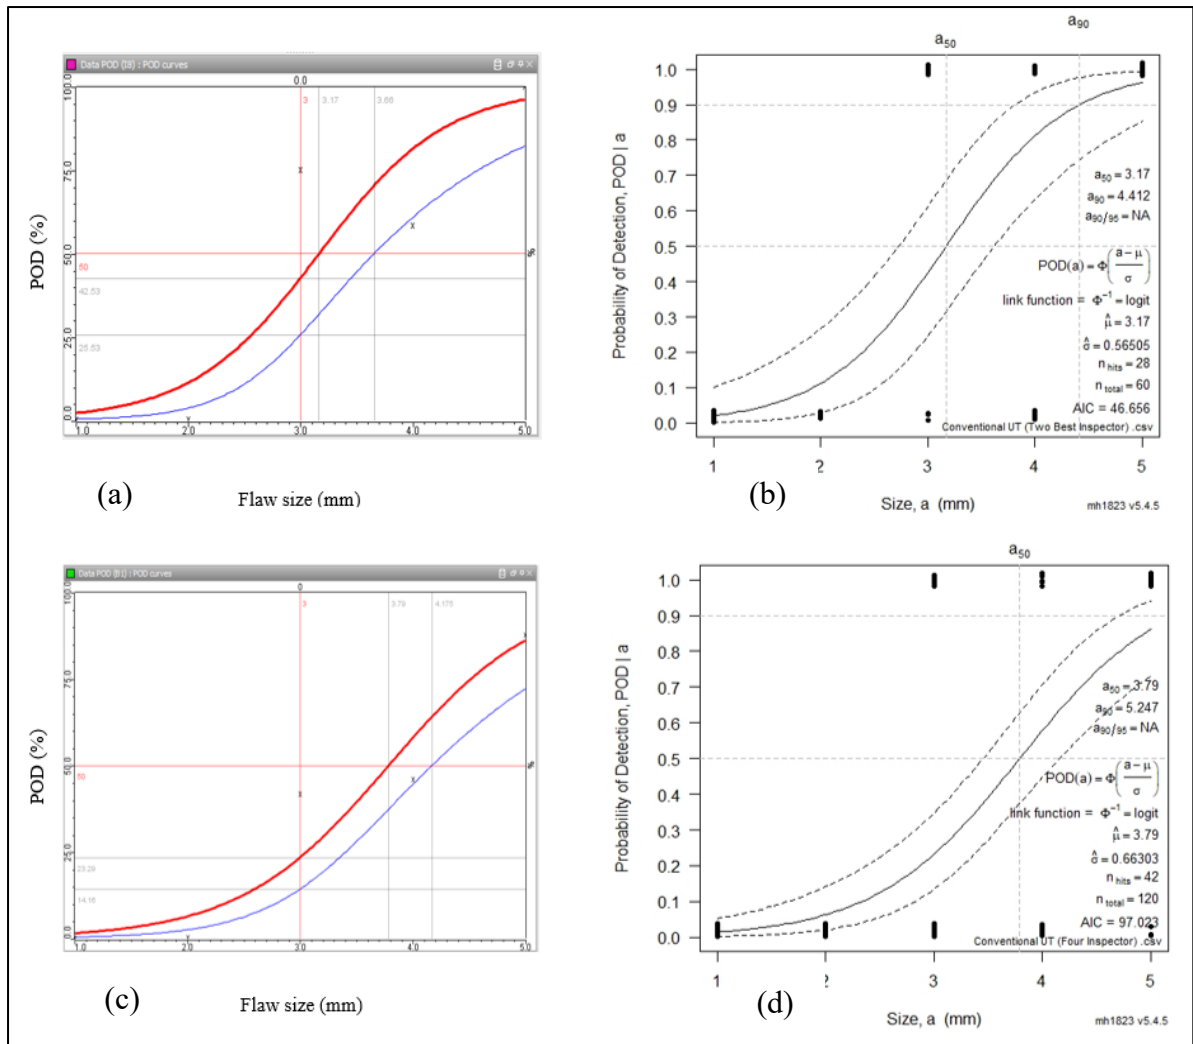 Data POD (I8) : POD curves
0.0
100.0
75.0
50.0
25.0
0.0
3
3.17
3.66
50
42.53
25.53
%
x
x
x
1.0
2.0
3.0
4.0
5.0
POD (%)
(a)
Flaw size (mm)
a50
a90
1.0
0.9
0.8
0.7
0.6
0.5
0.4
0.3
0.2
0.1
0.0
Probability of Detection, POD | a
a50 = 3.17
a90 = 4.412
a90/95 = NA
POD(a) = Φ(a − μ / σ)
link function = Φ⁻¹ = logit
μ̂ = 3.17
σ̂ = 0.56505
n hits = 28
n total = 60
AIC = 46.656
Conventional UT (Two Best Inspector) .csv
1
2
3
4
5
(b)
Size, a (mm)
mh1823 v5.4.5
Data POD (B1) : POD curves
0
100.0
75.0
50.0
25.0
0.0
3
3.79
4.175
50
23.29
14.16
%
x
x
x
1.0
2.0
3.0
4.0
5.0
POD (%)
(c)
Flaw size (mm)
a50
1.0
0.9
0.8
0.7
0.6
0.5
0.4
0.3
0.2
0.1
0.0
Probability of Detection, POD | a
a50 = 3.79
a90 = 5.247
a90/95 = NA
POD(a) = Φ(a − μ / σ)
link function = Φ⁻¹ = logit
μ̂ = 3.79
σ̂ = 0.66303
n hits = 42
n total = 120
AIC = 97.023
Conventional UT (Four Inspector) .csv
1
2
3
4
5
(d)
Size, a (mm)
mh1823 v5.4.5